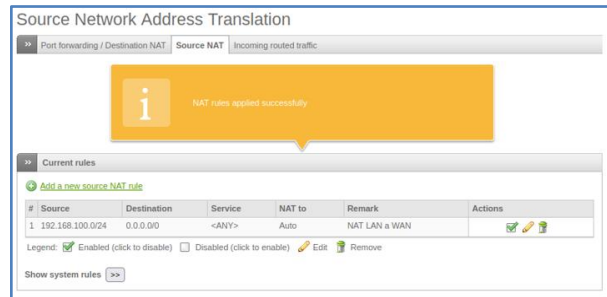 Source Network Address Translation
>> Port forwarding / Destination NAT Source NAT Incoming routed traffic
i NAT rules applied successfully
>> Current rules
Add a new source NAT rule
# Source Destination Service NAT to Remark Actions
1 192.168.100.0/24 0.0.0.0/0 <ANY> Auto NAT LAN a WAN
Legend: Enabled (click to disable) Disabled (click to enable) Edit Remove
Show system rules >>